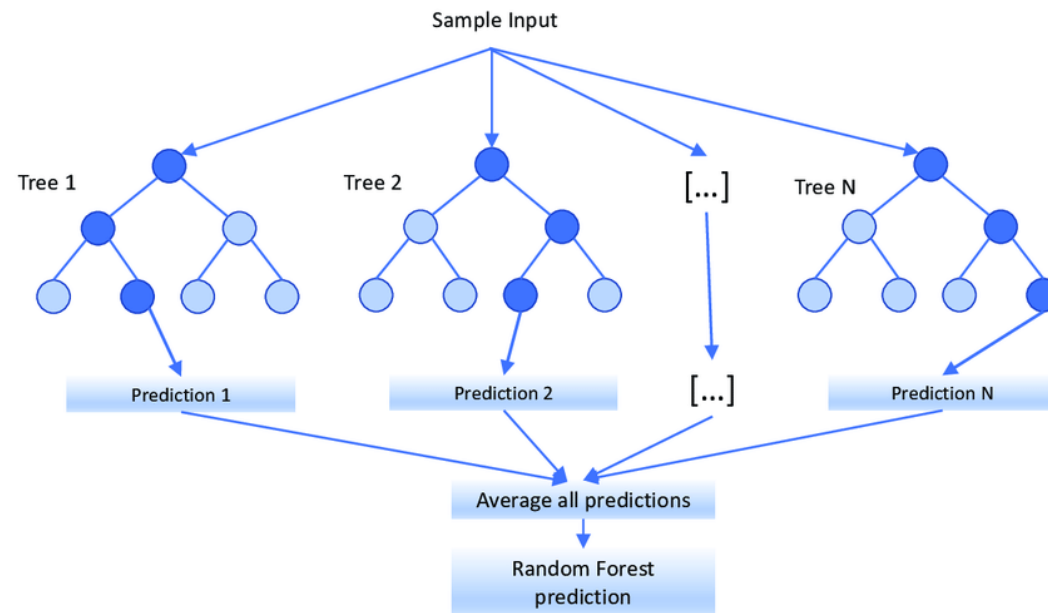 Sample Input
Tree 1
Tree 2
[...]
Tree N
Prediction 1
Prediction 2
[...]
Prediction N
Average all predictions
Random Forest
prediction